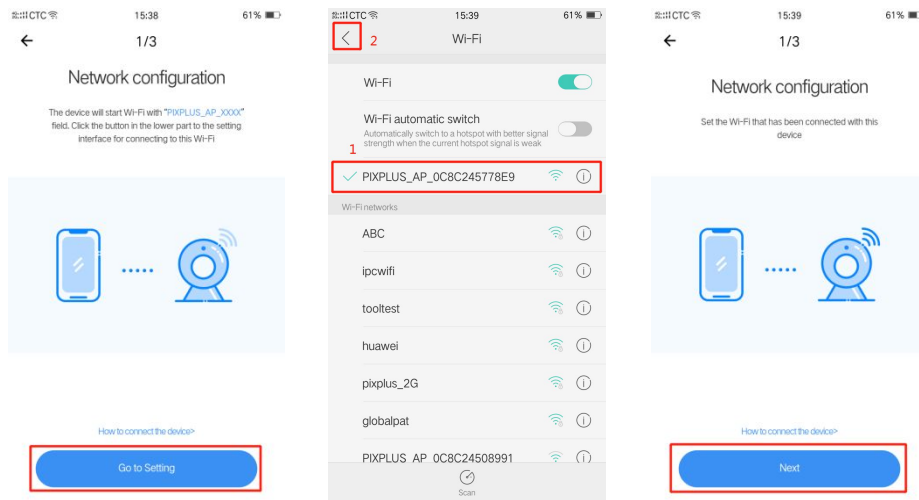 CTC 15:38 61%
1/3
Network configuration
The device will start Wi-Fi with "PIXPLUS_AP_XXXX"
field. Click the button in the lower part to the setting
interface for connecting to this Wi-Fi
How to connect the device>
Go to Setting
CTC 15:39 61%
2
Wi-Fi
Wi-Fi
Wi-Fi automatic switch
Automatically switch to a hotspot with better signal
strength when the current hotspot signal is weak
1
PIXPLUS_AP_0C8C245778E9
Wi-Fi networks
ABC
ipcwifi
tooltest
huawei
pixplus_2G
globalpat
PIXPLUS_AP_0C8C24508991
Scan
CTC 15:39 61%
1/3
Network configuration
Set the Wi-Fi that has been connected with this
device
How to connect the device>
Next